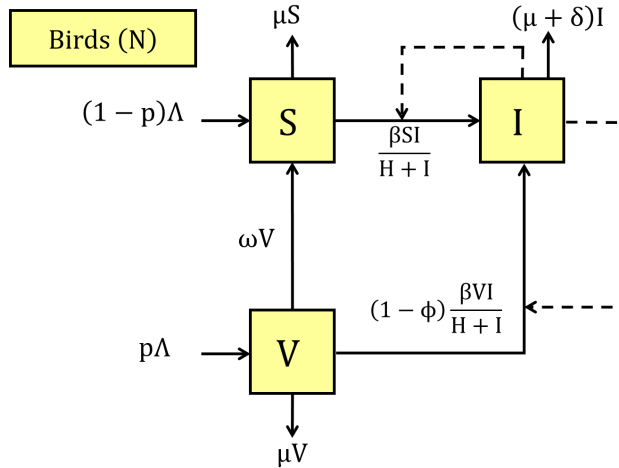 Birds (N)
μS
(μ + δ)I
(1 − p)Λ
S
I
βSI
H + I
ωV
(1 − ϕ) βVI
H + I
pΛ
V
μV